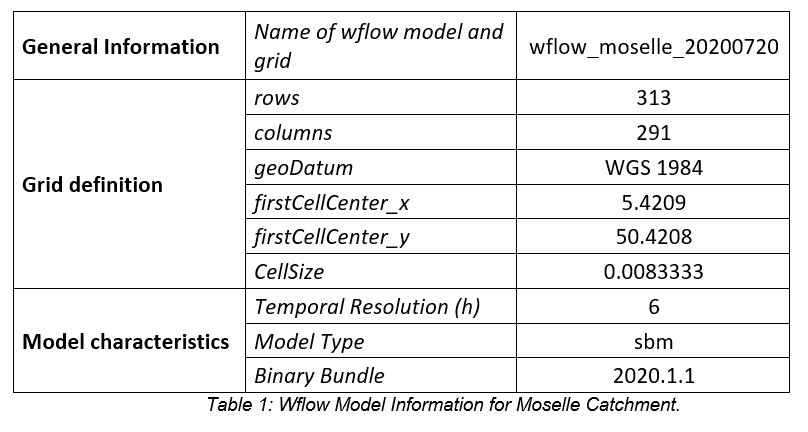 General Information
Name of wflow model and
grid
wflow_moselle_20200720
Grid definition
rows
313
columns
291
geoDatum
WGS 1984
firstCellCenter_x
5.4209
firstCellCenter_y
50.4208
CellSize
0.0083333
Model characteristics
Temporal Resolution (h)
6
Model Type
sbm
Binary Bundle
2020.1.1
Table 1: Wflow Model Information for Moselle Catchment.